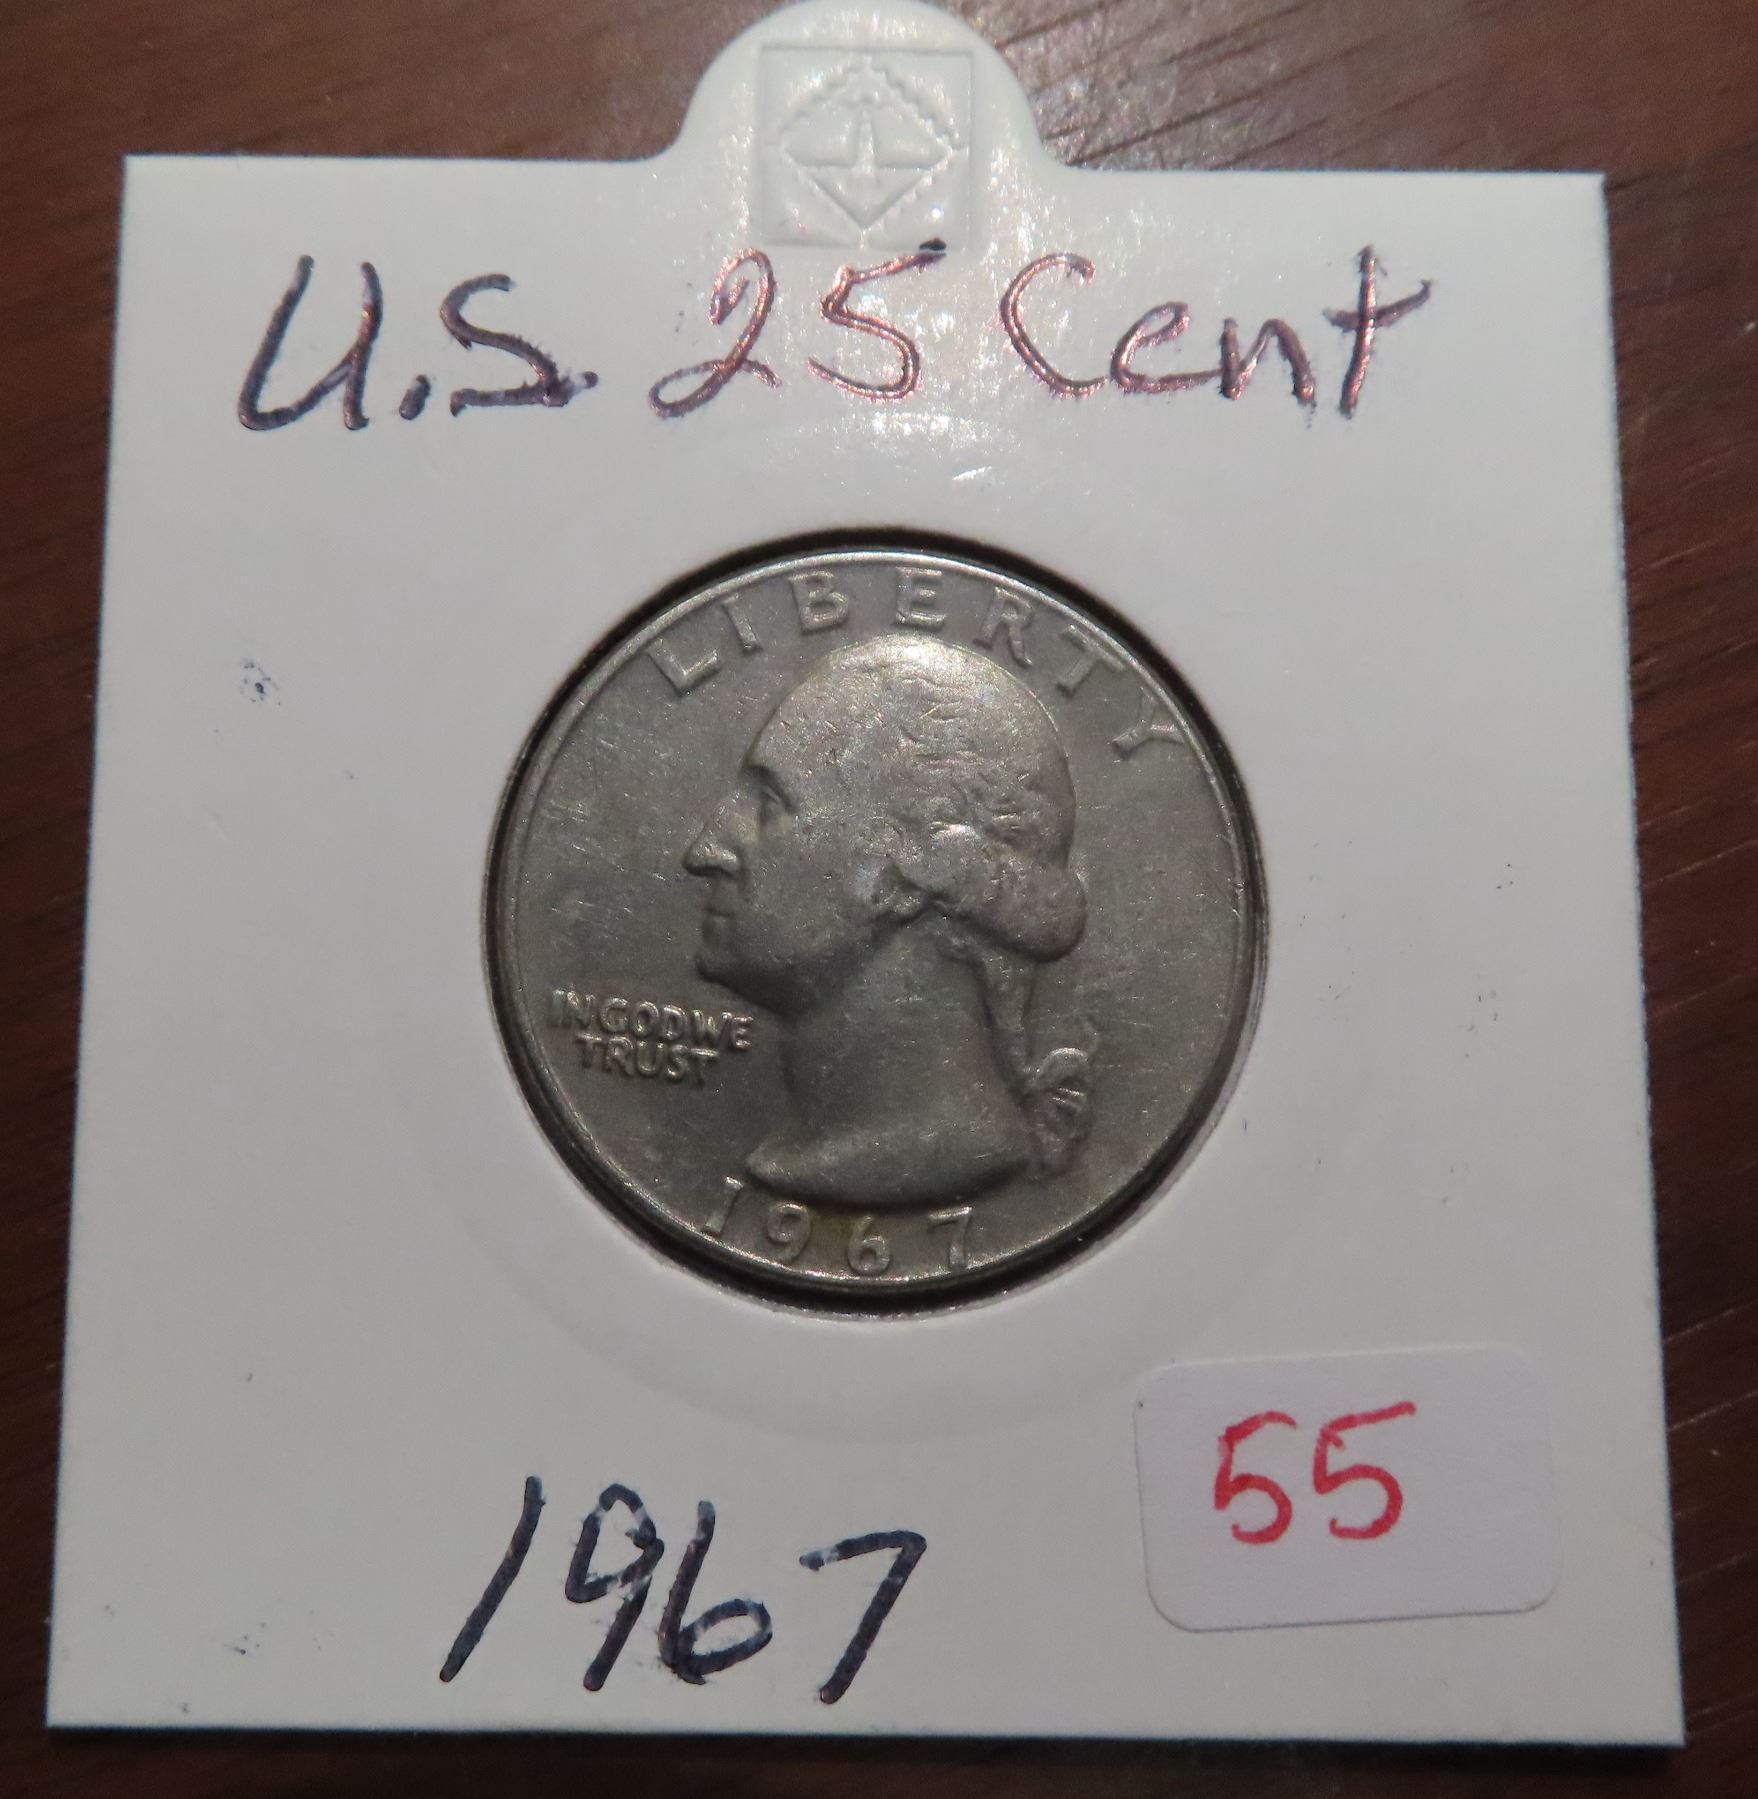 U.S. 25 Cent
LIBERTY
IN GOD WE
TRUST
1967
1967
55